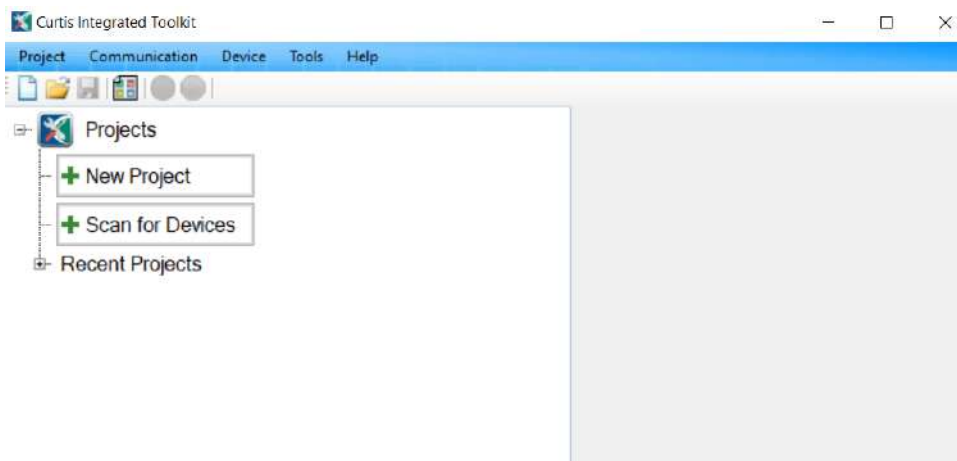 Curtis Integrated Toolkit
Project Communication Device Tools Help
Projects
New Project
Scan for Devices
Recent Projects